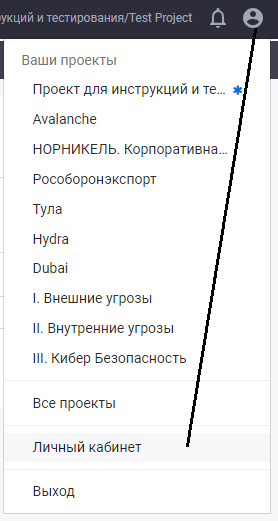 укций и тестирования/Test Project
Ваши проекты
Проект для инструкций и те...
Avalanche
НОРНИКЕЛЬ. Корпоративна...
Рособоронэкспорт
Тула
Hydra
Dubai
I. Внешние угрозы
II. Внутренние угрозы
III. Кибер Безопасность
Все проекты
Личный кабинет
Выход